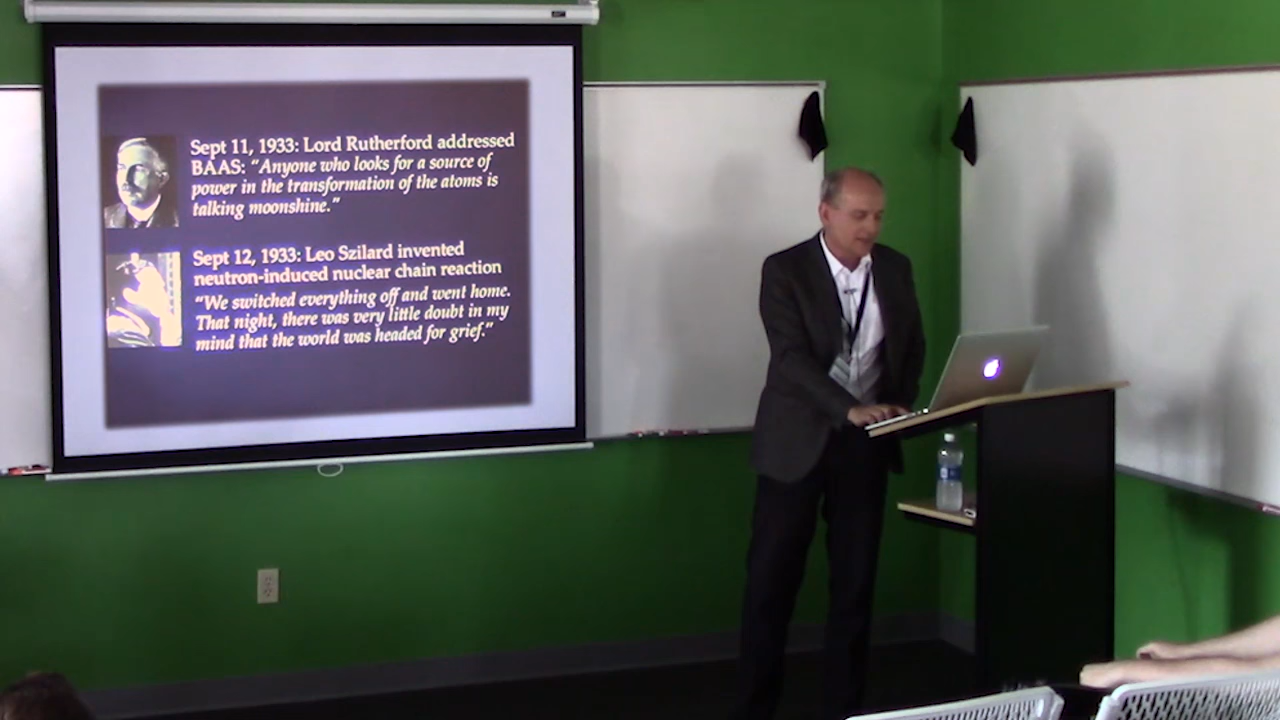 Sept 11, 1933: Lord Rutherford addressed
BAAS: “Anyone who looks for a source of
power in the transformation of the atoms is
talking moonshine.”
Sept 12, 1933: Leo Szilard invented
neutron-induced nuclear chain reaction
“We switched everything off and went home.
That night, there was very little doubt in my
mind that the world was headed for grief.”